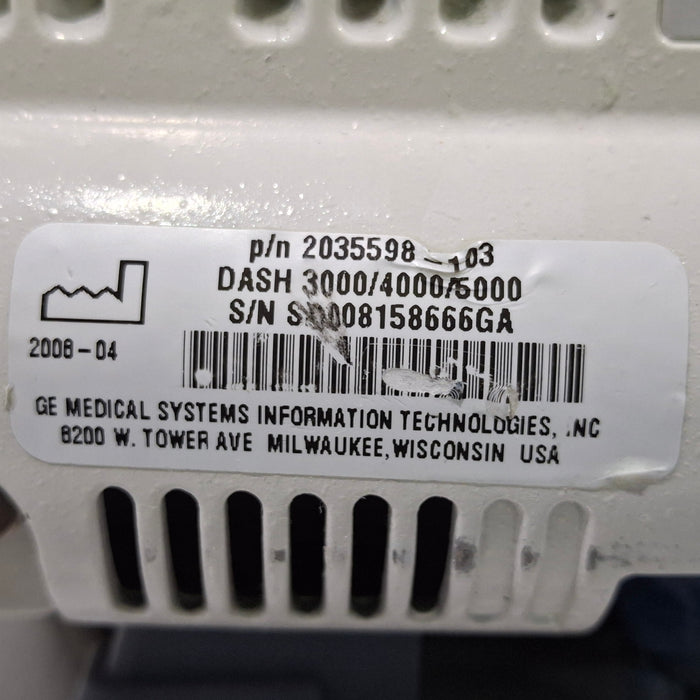 p/n 2035598-103
DASH 3000/4000/5000
S/N
2008-04
GE MEDICAL SYSTEMS INFORMATION TECHNOLOGIES, INC
8200 W. TOWER AVE MILWAUKEE, WISCONSIN USA